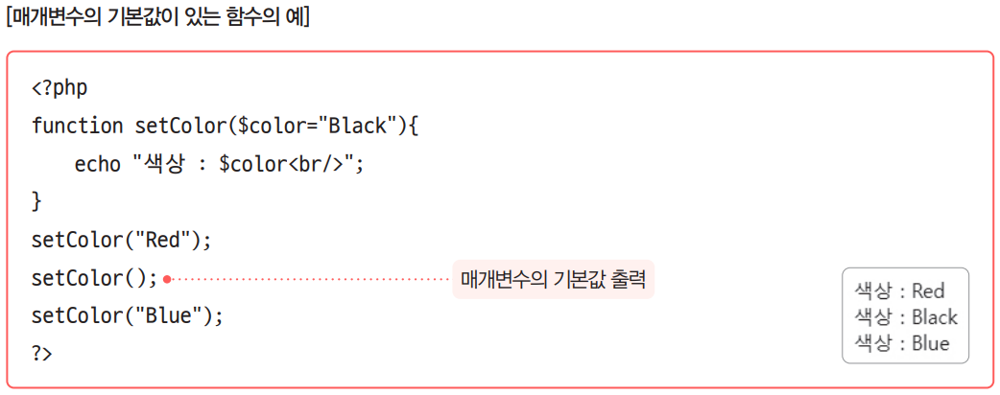 [매개변수의 기본값이 있는 함수의 예]
<?php
function setColor($color="Black"){
    echo "색상 : $color<br/>";
}
setColor("Red");
setColor();
매개변수의 기본값 출력
setColor("Blue");
?>
색상 : Red
색상 : Black
색상 : Blue